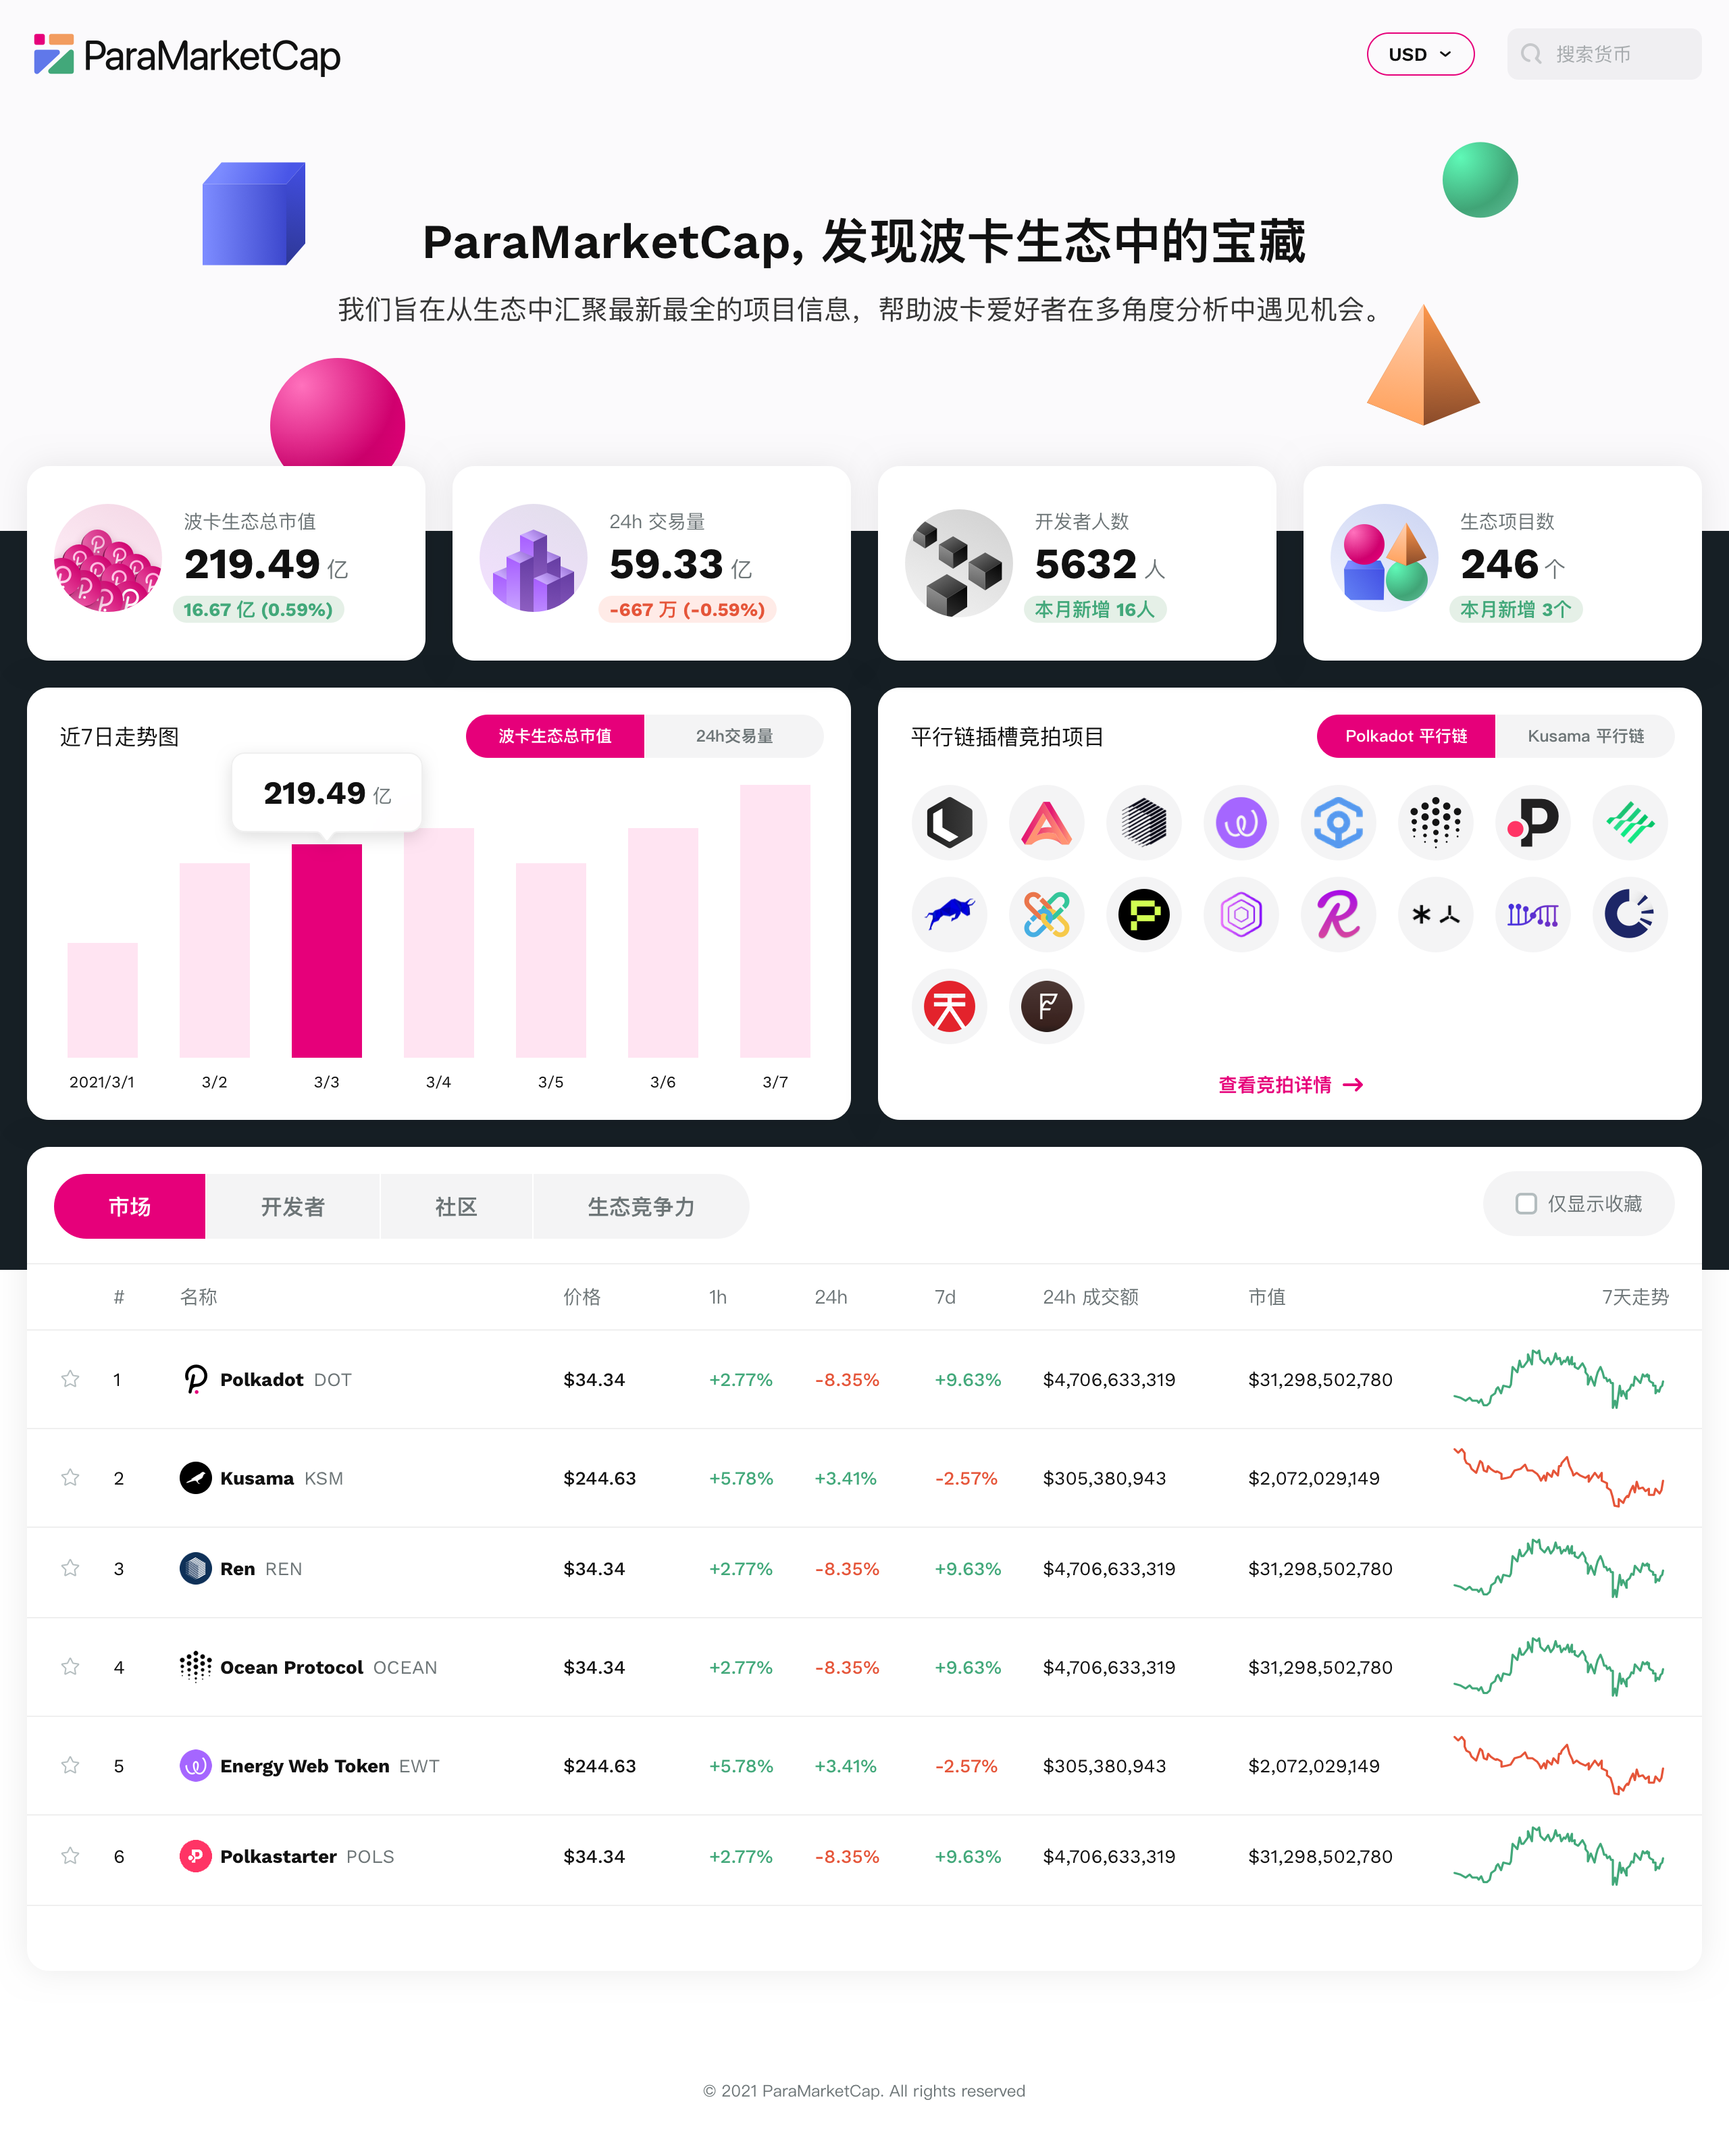 ParaMarketCap
USD
搜索货币
ParaMarketCap, 发现波卡生态中的宝藏
我们旨在从生态中汇聚最新最全的项目信息，帮助波卡爱好者在多角度分析中遇见机会。
波卡生态总市值
219.49 亿
16.67 亿 (0.59%)
24h 交易量
59.33 亿
-667 万 (-0.59%)
开发者人数
5632 人
本月新增 16人
生态项目数
246 个
本月新增 3个
近7日走势图
波卡生态总市值
24h交易量
219.49 亿
2021/3/1 3/2 3/3 3/4 3/5 3/6 3/7
平行链插槽竞拍项目
Polkadot 平行链
Kusama 平行链
查看竞拍详情
市场 开发者 社区 生态竞争力
仅显示收藏
# 名称 价格 1h 24h 7d 24h 成交额 市值 7天走势
1 Polkadot DOT $34.34 +2.77% -8.35% +9.63% $4,706,633,319 $31,298,502,780
2 Kusama KSM $244.63 +5.78% +3.41% -2.57% $305,380,943 $2,072,029,149
3 Ren REN $34.34 +2.77% -8.35% +9.63% $4,706,633,319 $31,298,502,780
4 Ocean Protocol OCEAN $34.34 +2.77% -8.35% +9.63% $4,706,633,319 $31,298,502,780
5 Energy Web Token EWT $244.63 +5.78% +3.41% -2.57% $305,380,943 $2,072,029,149
6 Polkastarter POLS $34.34 +2.77% -8.35% +9.63% $4,706,633,319 $31,298,502,780
© 2021 ParaMarketCap. All rights reserved